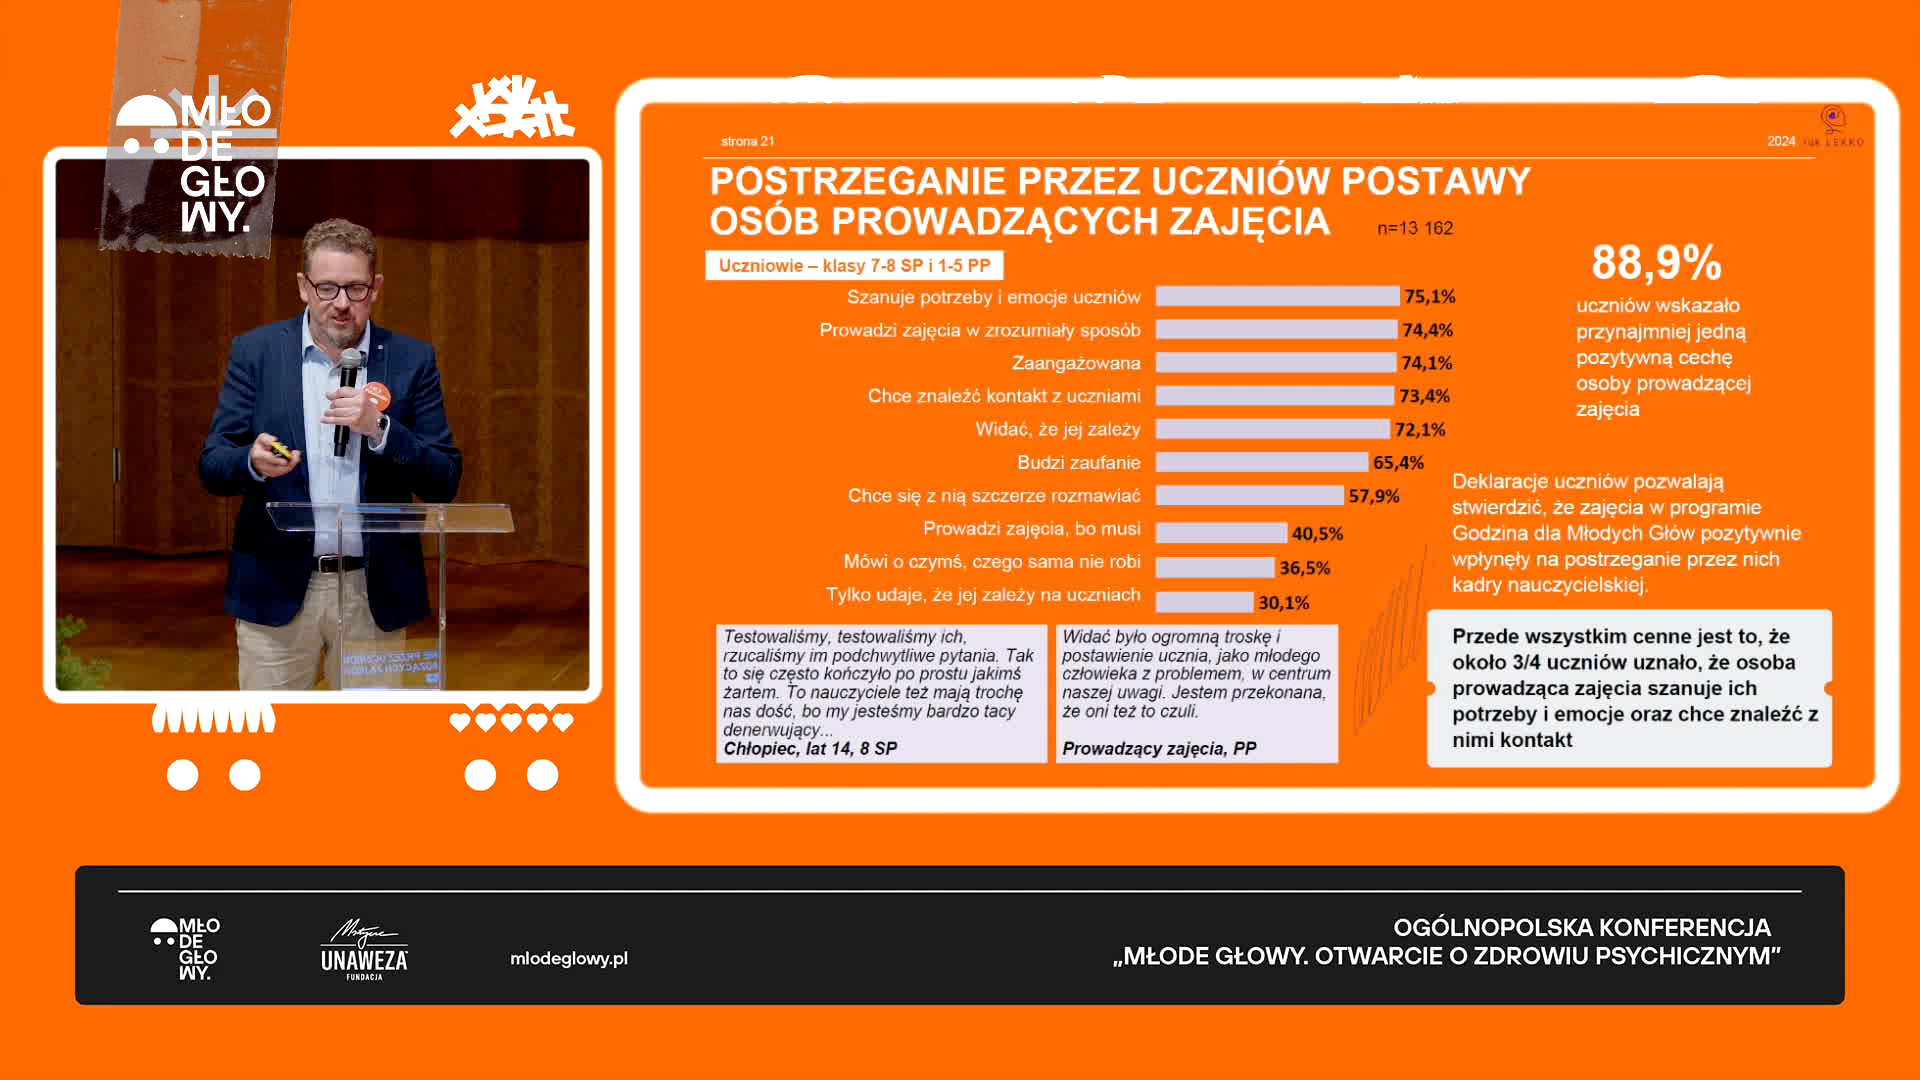 MŁO
DE
GŁO
WY.
strona 21
2024
POSTRZEGANIE PRZEZ UCZNIÓW POSTAWY
OSÓB PROWADZĄCYCH ZAJĘCIA
n=13 162
Uczniowie – klasy 7-8 SP i 1-5 PP
Szanuje potrzeby i emocje uczniów 75,1%
Prowadzi zajęcia w zrozumiały sposób 74,4%
Zaangażowana 74,1%
Chce znaleźć kontakt z uczniami 73,4%
Widać, że jej zależy 72,1%
Budzi zaufanie 65,4%
Chce się z nią szczerze rozmawiać 57,9%
Prowadzi zajęcia, bo musi 40,5%
Mówi o czymś, czego sama nie robi 36,5%
Tylko udaje, że jej zależy na uczniach 30,1%
88,9%
uczniów wskazało
przynajmniej jedną
pozytywną cechę
osoby prowadzącej
zajęcia
Deklaracje uczniów pozwalają
stwierdzić, że zajęcia w programie
Godzina dla Młodych Głów pozytywnie
wpłynęły na postrzeganie przez nich
kadry nauczycielskiej.
Testowaliśmy, testowaliśmy ich,
rzucaliśmy im podchwytliwe pytania. Tak
to się często kończyło po prostu jakimś
żartem. To nauczyciele też mają trochę
nas dość, bo my jesteśmy bardzo tacy
denerwujący...
Chłopiec, lat 14, 8 SP
Widać było ogromną troskę i
postawienie ucznia, jako młodego
człowieka z problemem, w centrum
naszej uwagi. Jestem przekonana,
że oni też to czuli.
Prowadzący zajęcia, PP
Przede wszystkim cenne jest to, że
około 3/4 uczniów uznało, że osoba
prowadząca zajęcia szanuje ich
potrzeby i emocje oraz chce znaleźć z
nimi kontakt
MŁO
DE
GŁO
WY.
UNAWEZA
FUNDACJA
mlodeglowy.pl
OGÓLNOPOLSKA KONFERENCJA
„MŁODE GŁOWY. OTWARCIE O ZDROWIU PSYCHICZNYM"